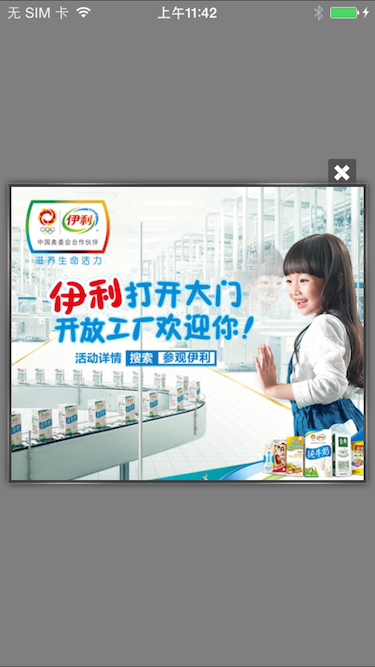 无 SIM 卡
上午11:42
伊利
中国奥委会合作伙伴
滋养生命活力
伊利打开大门
开放工厂欢迎你!
活动详情 搜索 参观伊利
纯牛奶